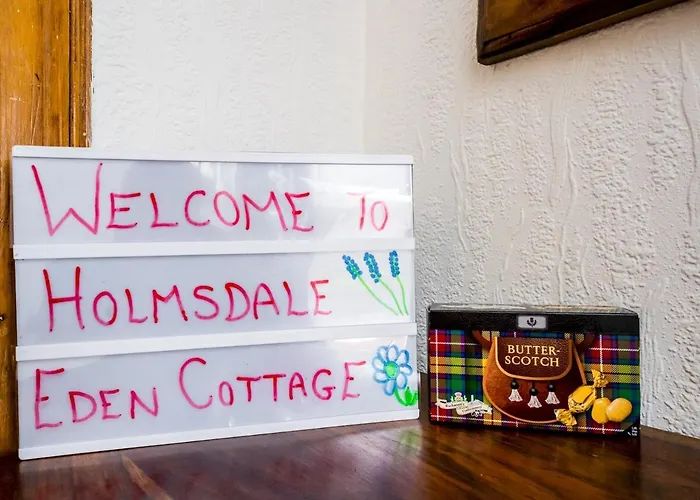 WELCOME TO
HOLMSDALE
EDEN COTTAGE
BUTTER-
SCOTCH